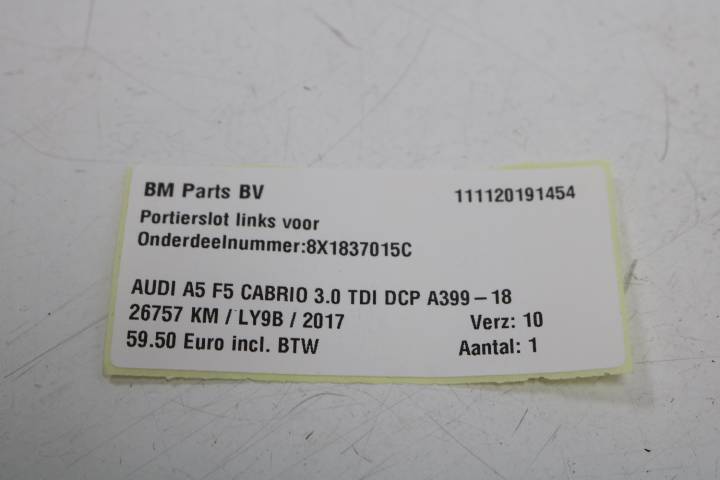 BM Parts BV 111120191454
Portierslot links voor
Onderdeelnummer:8X1837015C
AUDI A5 F5 CABRIO 3.0 TDI DCP A399-18
26757 KM / LY9B / 2017 Verz: 10
59.50 Euro incl. BTW Aantal: 1